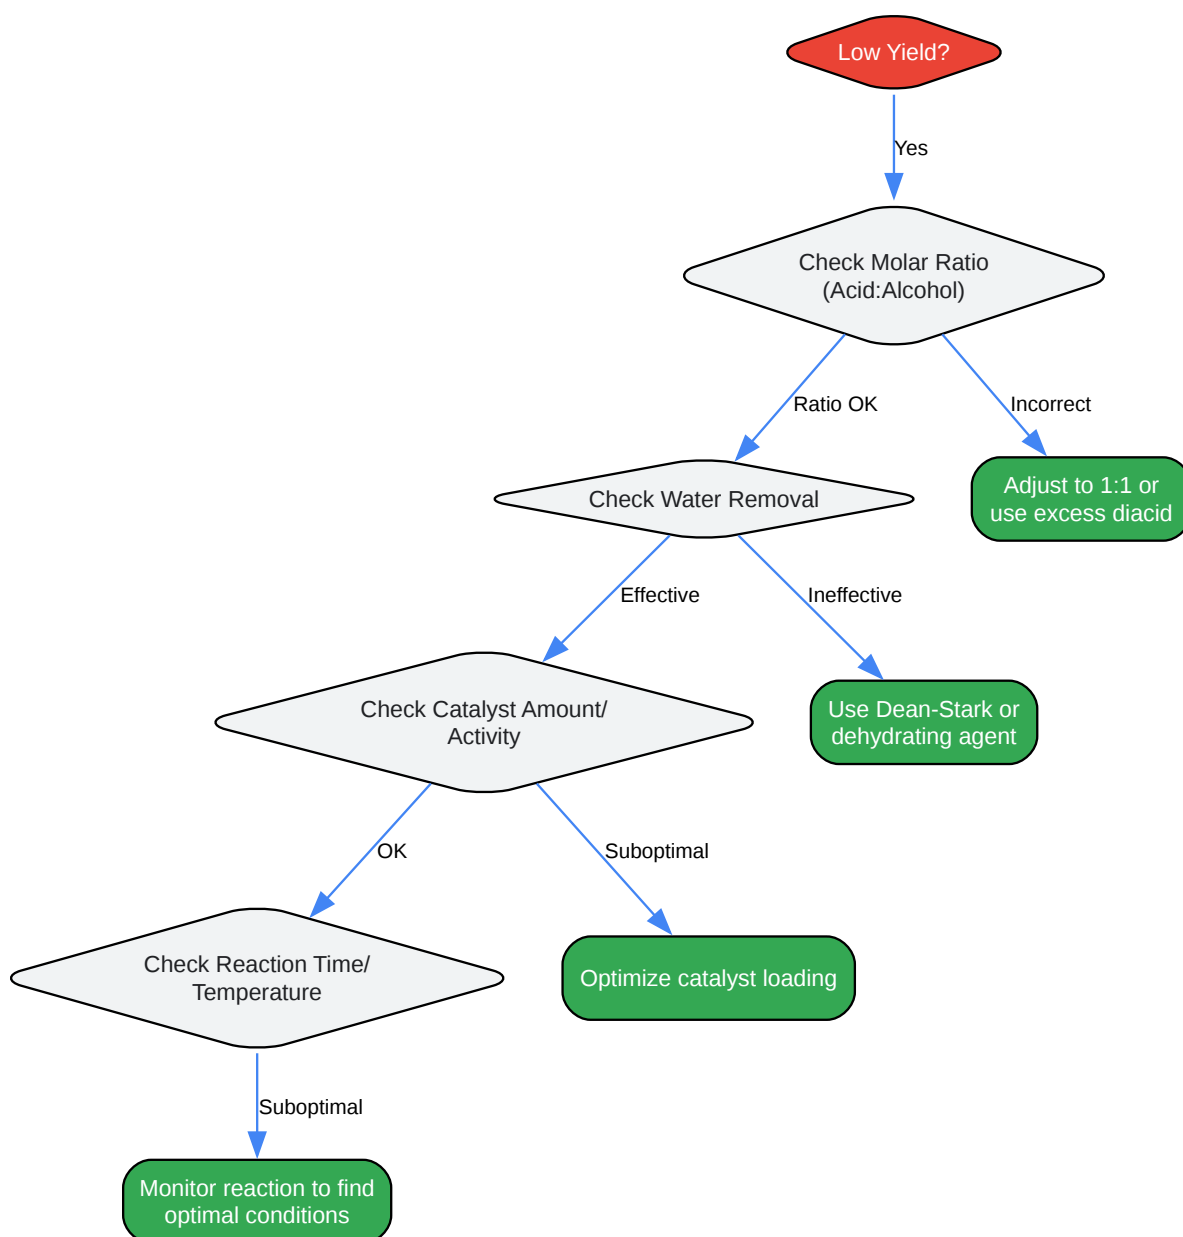 Low Yield?
Yes
Check Molar Ratio
(Acid:Alcohol)
Ratio OK
Incorrect
Adjust to 1:1 or
use excess diacid
Check Water Removal
Effective
Ineffective
Use Dean-Stark or
dehydrating agent
Check Catalyst Amount/
Activity
OK
Suboptimal
Optimize catalyst loading
Check Reaction Time/
Temperature
Suboptimal
Monitor reaction to find
optimal conditions